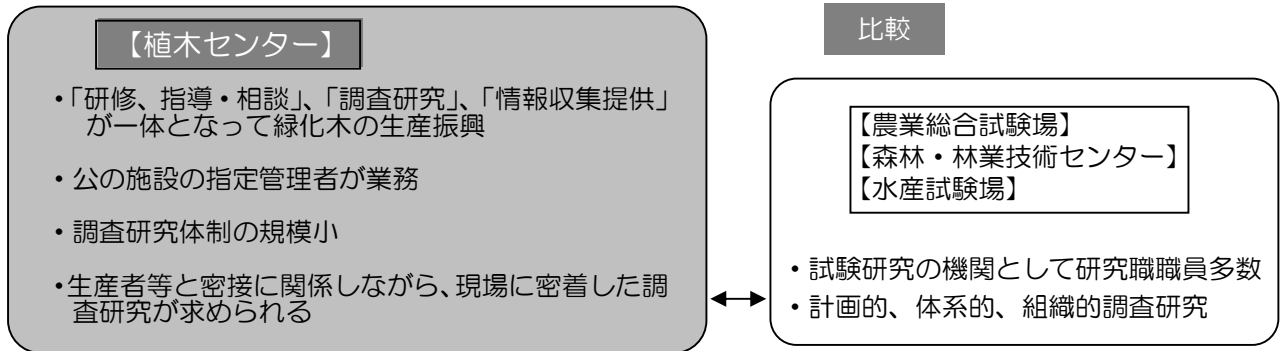 【植木センター】
・「研修、指導・相談」、「調査研究」、「情報収集提供」
が一体となって緑化木の生産振興
・公の施設の指定管理者が業務
・調査研究体制の規模小
・生産者等と密接に関係しながら、現場に密着した調
査研究が求められる
比較
【農業総合試験場】
【森林・林業技術センター】
【水産試験場】
・試験研究の機関として研究職職員多数
・計画的、体系的、組織的調査研究